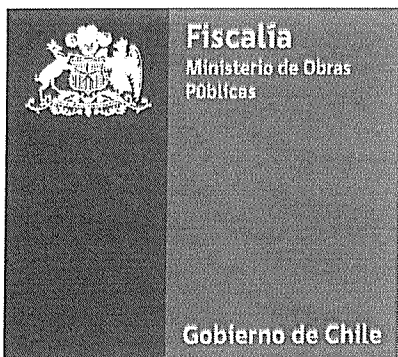 Fiscalía
Ministerio de Obras
Públicas
Gobierno de Chile